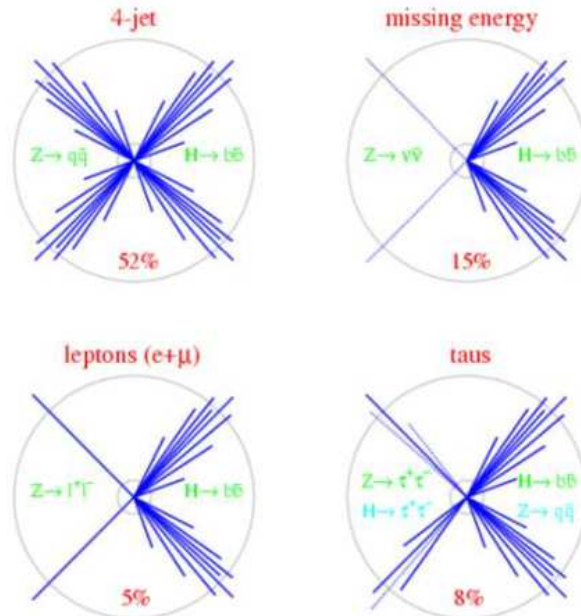 4-jet
missing energy
Z→ qq̄
H→ bb̄
Z→ νν̄
H→ bb̄
52%
15%
leptons (e+μ)
taus
Z→ l⁺l⁻
H→ bb̄
Z→ τ⁺τ⁻
H→ bb̄
H→ τ⁺τ⁻
Z→ qq̄
5%
8%